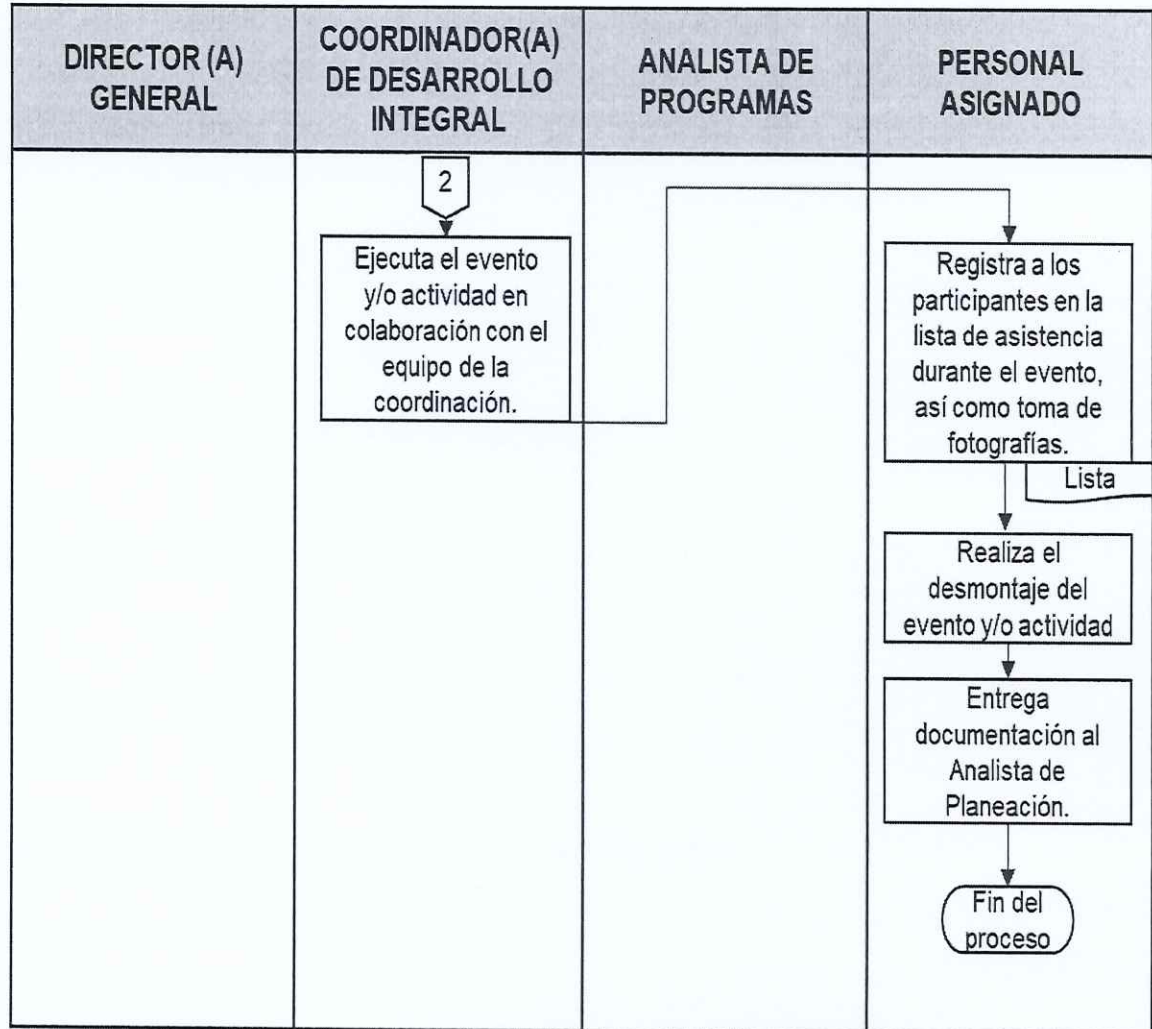 DIRECTOR (A)
GENERAL
COORDINADOR(A)
DE DESARROLLO
INTEGRAL
ANALISTA DE
PROGRAMAS
PERSONAL
ASIGNADO
2
Ejecuta el evento
y/o actividad en
colaboración con el
equipo de la
coordinación.
Registra a los
participantes en la
lista de asistencia
durante el evento,
así como toma de
fotografías.
Lista
Realiza el
desmontaje del
evento y/o actividad
Entrega
documentación al
Analista de
Planeación.
Fin del
proceso